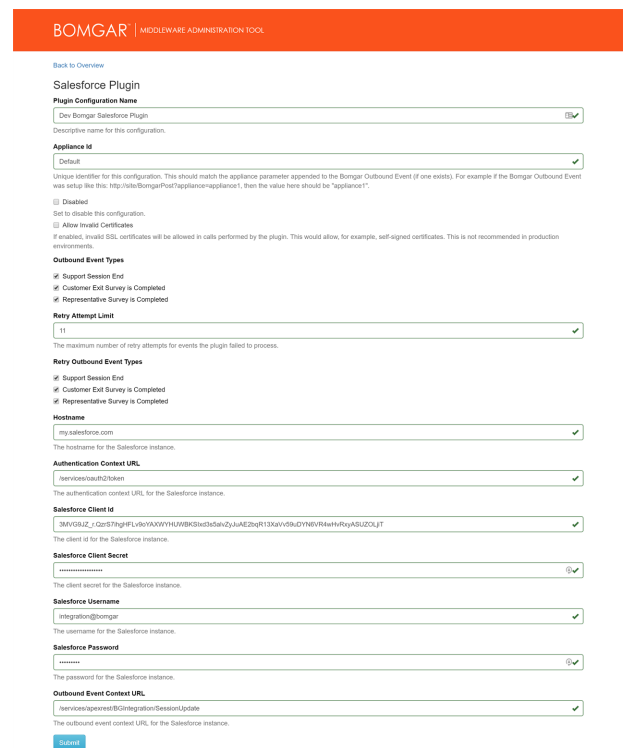 BOMGAR™ | MIDDLEWARE ADMINISTRATION TOOL
Back to Overview
Salesforce Plugin
Plugin Configuration Name
Dev Bomgar Salesforce Plugin
Descriptive name for this configuration.
Appliance Id
Default
Unique identifier for this configuration. This should match the appliance parameter appended to the Bomgar Outbound Event (if one exists). For example if the Bomgar Outbound Event
was setup like this: http://site/BomgarPost?appliance=appliance1, then the value here should be "appliance1".
Disabled
Set to disable this configuration.
Allow Invalid Certificates
If enabled, invalid SSL certificates will be allowed in calls performed by the plugin. This would allow, for example, self-signed certificates. This is not recommended in production
environments.
Outbound Event Types
Support Session End
Customer Exit Survey is Completed
Representative Survey is Completed
Retry Attempt Limit
11
The maximum number of retry attempts for events the plugin failed to process.
Retry Outbound Event Types
Support Session End
Customer Exit Survey is Completed
Representative Survey is Completed
Hostname
my.salesforce.com
The hostname for the Salesforce instance.
Authentication Context URL
/services/oauth2/token
The authentication context URL for the Salesforce instance.
Salesforce Client Id
The client id for the Salesforce instance.
Salesforce Client Secret
The client secret for the Salesforce instance.
Salesforce Username
integration@bomgar
The username for the Salesforce instance.
Salesforce Password
The password for the Salesforce instance.
Outbound Event Context URL
/services/apexrest/BGIntegration/SessionUpdate
The outbound event context URL for the Salesforce instance.
Submit